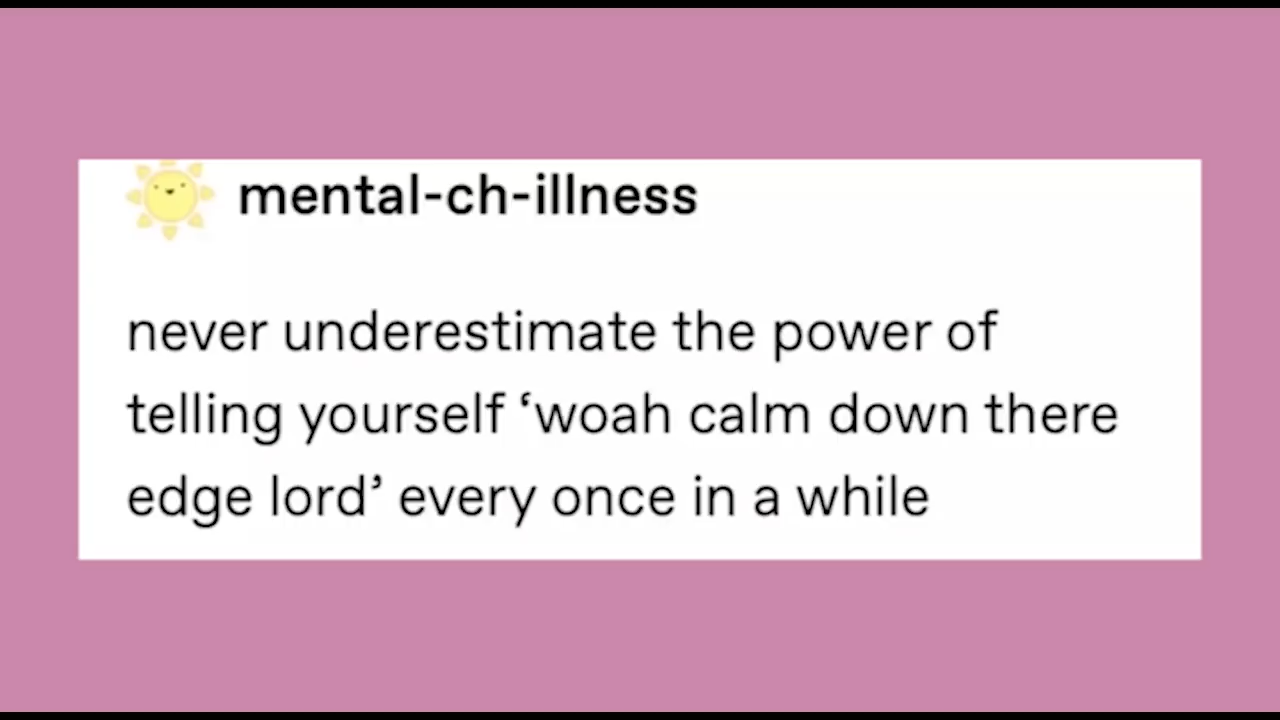 mental-ch-illness
never underestimate the power of
telling yourself ‘woah calm down there
edge lord’ every once in a while